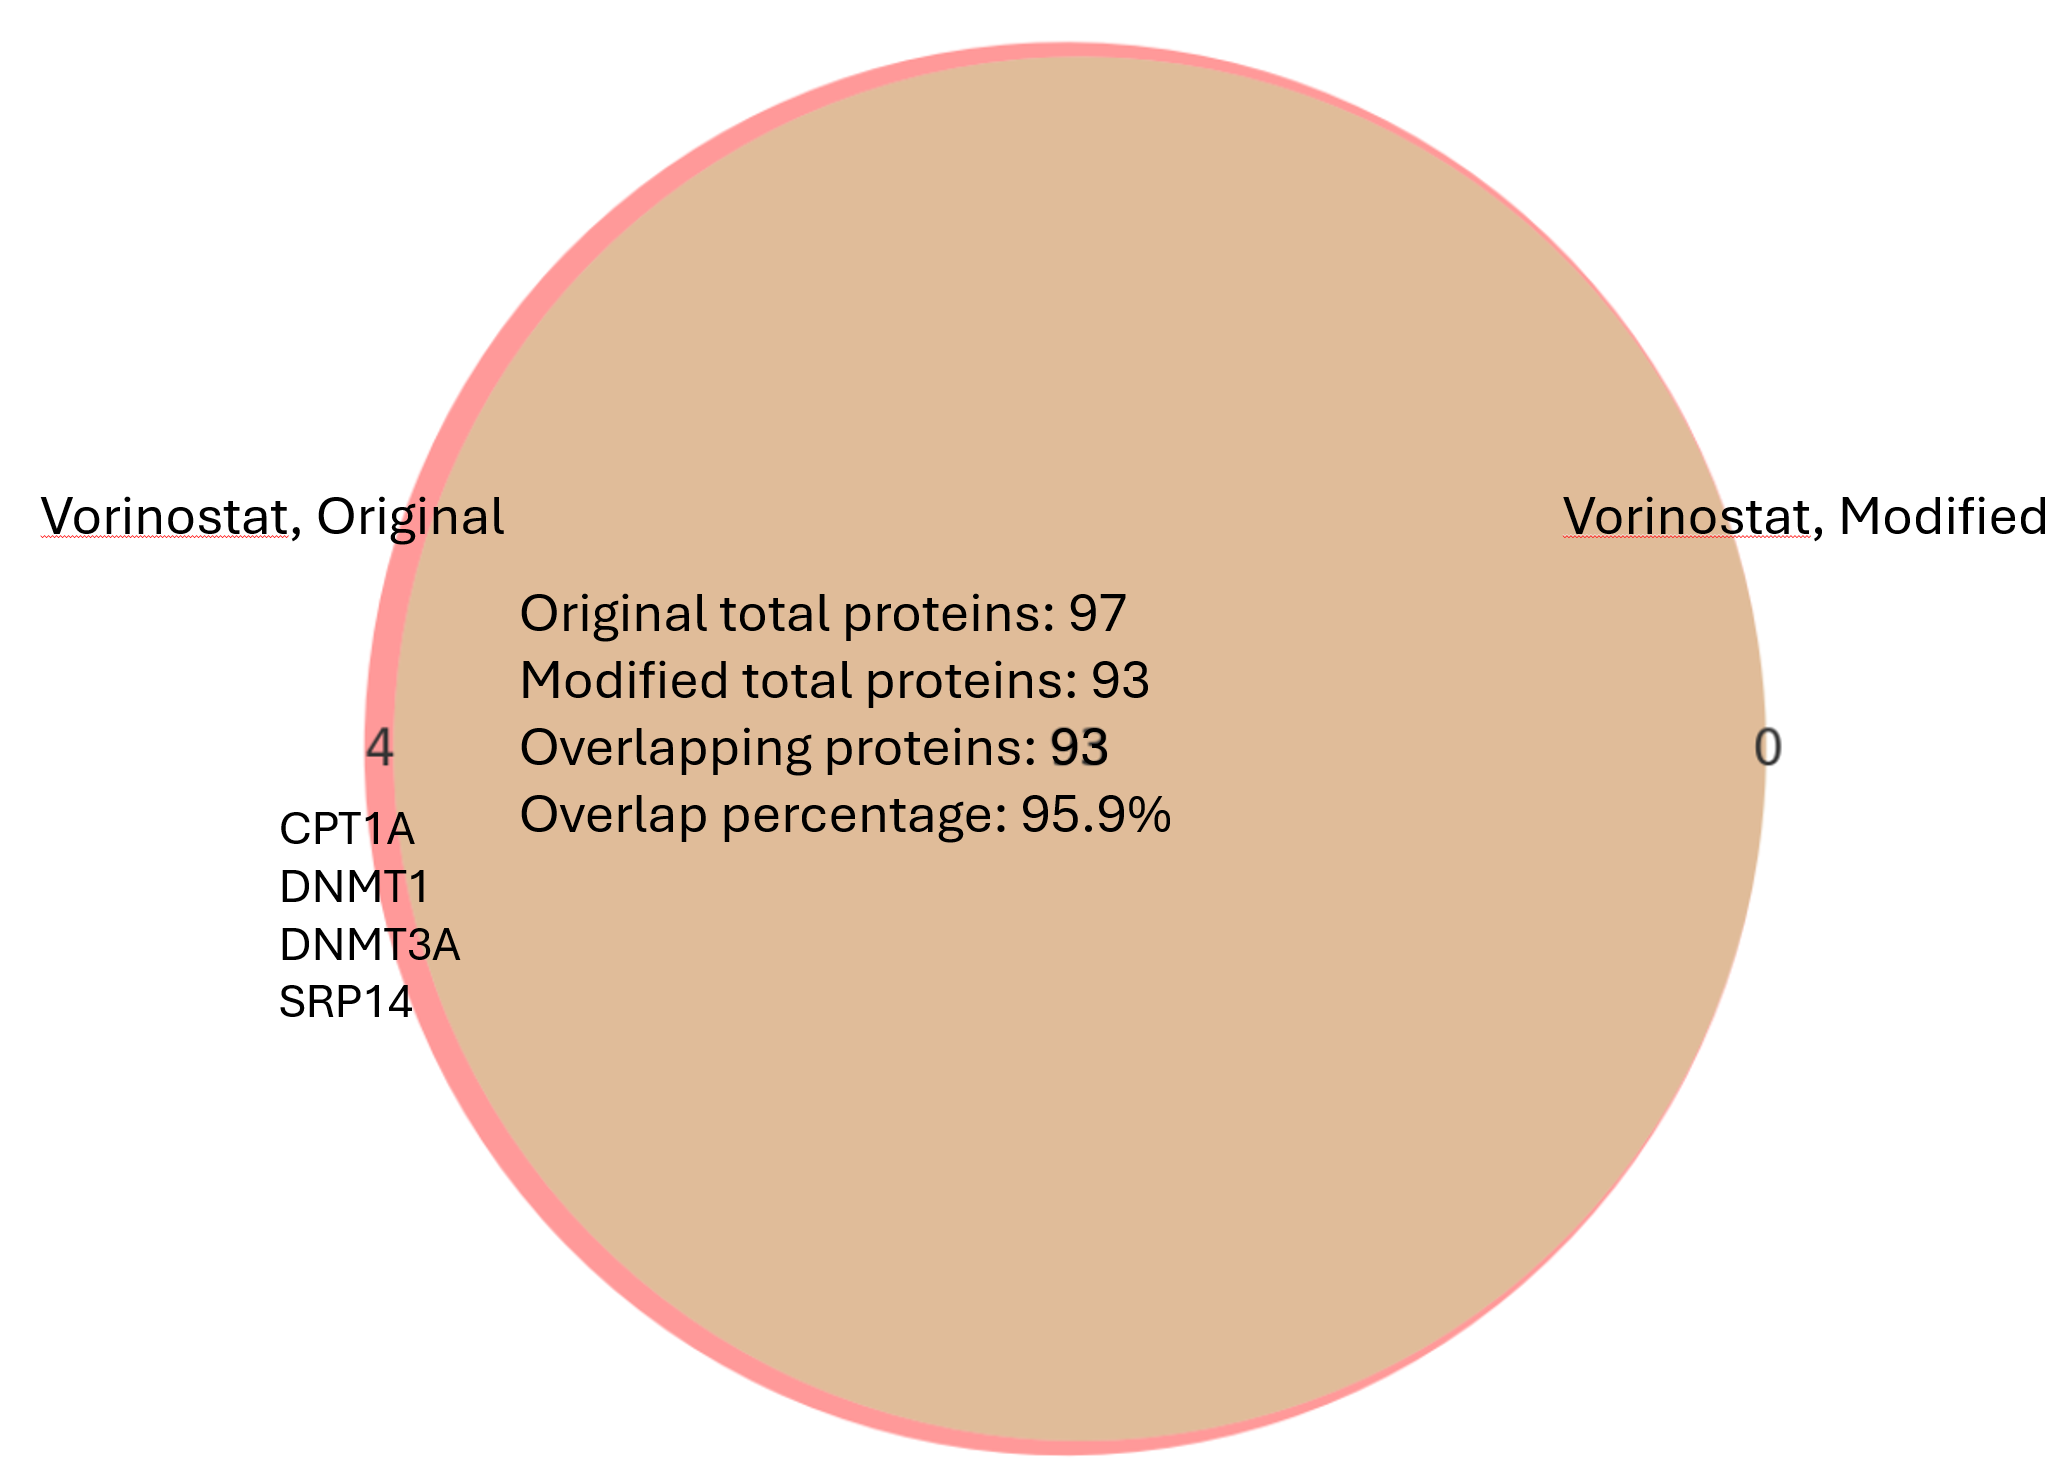 Vorinostat, Original
Vorinostat, Modified
Original total proteins: 97
Modified total proteins: 93
4
Overlapping proteins: 93
0
Overlap percentage: 95.9%
CPT1A
DNMT1
DNMT3A
SRP14